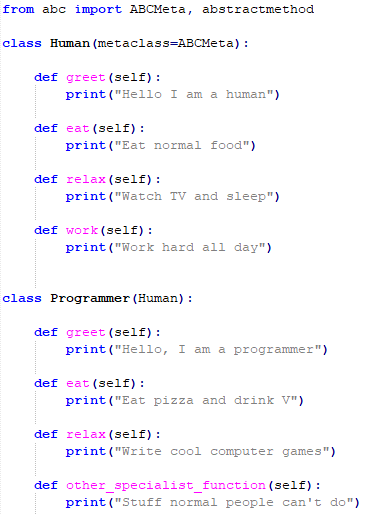 from abc import ABCMeta, abstractmethod
class Human(metaclass=ABCMeta):
def greet(self):
print("Hello I am a human")
def eat(self):
print("Eat normal food")
def relax(self):
print("Watch TV and sleep")
def work(self):
print("Work hard all day")
class Programmer(Human):
def greet(self):
print("Hello, I am a programmer")
def eat(self):
print("Eat pizza and drink V")
def relax(self):
print("Write cool computer games")
def other_specialist_function(self):
print("Stuff normal people can't do")